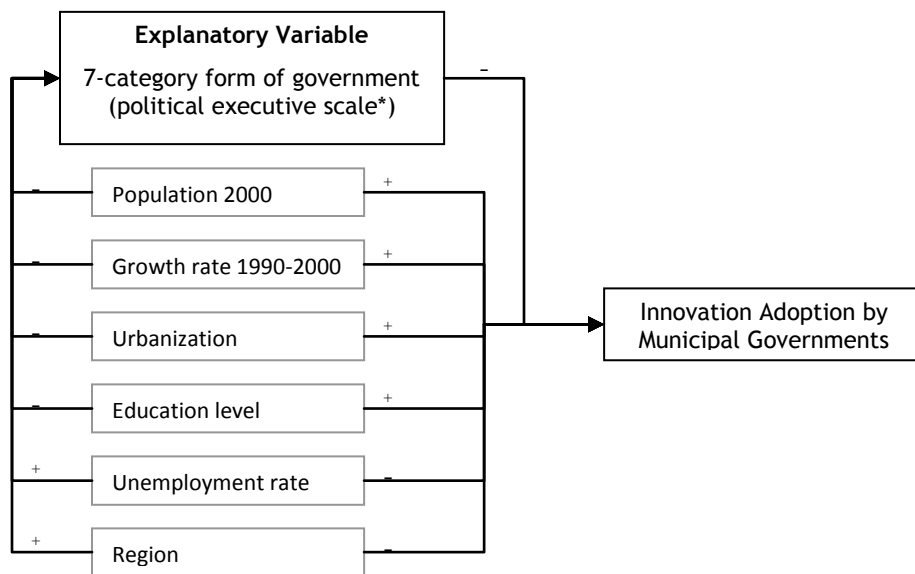 Explanatory Variable
7-category form of government
(political executive scale*)
-
- Population 2000 +
- Growth rate 1990-2000 +
- Urbanization +
- Education level +
+ Unemployment rate -
+ Region -
Innovation Adoption by
Municipal Governments